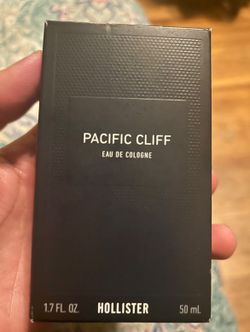 PACIFIC CLIFF
EAU DE COLOGNE
1.7 FL. OZ. HOLLISTER 50 mL